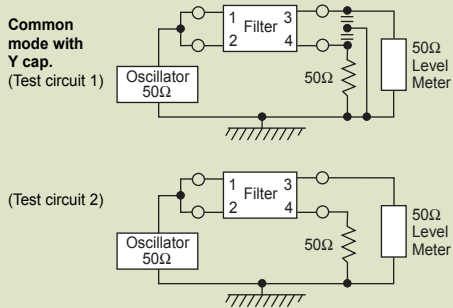 Common
mode with
Y cap.
(Test circuit 1)
1 Filter 3
2 4
Oscillator
50Ω
50Ω
50Ω
Level
Meter
(Test circuit 2)
1 Filter 3
2 4
Oscillator
50Ω
50Ω
50Ω
Level
Meter